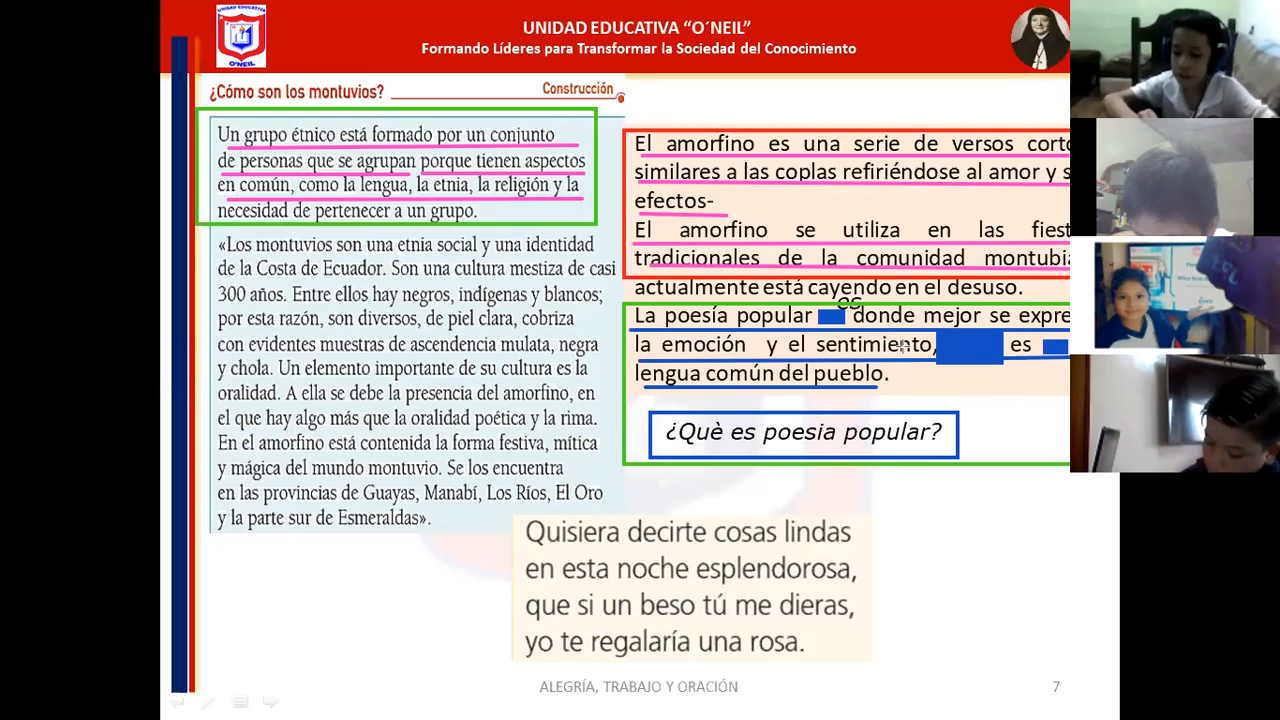 UNIDAD EDUCATIVA
O´NEIL
UNIDAD EDUCATIVA “O´NEIL”
Formando Líderes para Transformar la Sociedad del Conocimiento
¿Cómo son los montuvios?
Construcción
Un grupo étnico está formado por un conjunto
de personas que se agrupan porque tienen aspectos
en común, como la lengua, la etnia, la religión y la
necesidad de pertenecer a un grupo.
«Los montuvios son una etnia social y una identidad
de la Costa de Ecuador. Son una cultura mestiza de casi
300 años. Entre ellos hay negros, indígenas y blancos;
por esta razón, son diversos, de piel clara, cobriza
con evidentes muestras de ascendencia mulata, negra
y chola. Un elemento importante de su cultura es la
oralidad. A ella se debe la presencia del amorfino, en
el que hay algo más que la oralidad poética y la rima.
En el amorfino está contenida la forma festiva, mítica
y mágica del mundo montuvio. Se los encuentra
en las provincias de Guayas, Manabí, Los Ríos, El Oro
y la parte sur de Esmeraldas».
El amorfino es una serie de versos
similares a las coplas refiriéndose al amor y
efectos-
El amorfino se utiliza en las
tradicionales de la comunidad
actualmente está cayendo en el desuso.
es
La poesía popular donde mejor se
la emoción y el sentimiento, es
lengua común del pueblo.
¿Què es poesia popular?
Quisiera decirte cosas lindas
en esta noche esplendorosa,
que si un beso tú me dieras,
yo te regalaría una rosa.
ALEGRÍA, TRABAJO Y ORACIÓN
7